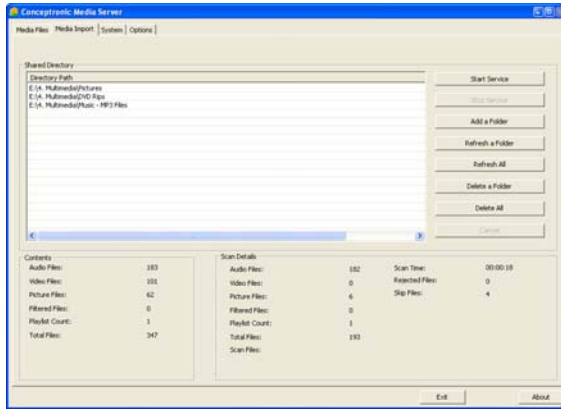 Conceptronic Media Server
Media Files Media Import System Options
Shared Directory
Directory Path
E:\4. Multimedia\Pictures
E:\4. Multimedia\DVD Rips
E:\4. Multimedia\Music - MP3 Files
Start Service
Stop Service
Add a Folder
Refresh a Folder
Refresh All
Delete a Folder
Delete All
Cancel
Contents
Audio Files: 183
Video Files: 101
Picture Files: 62
Filtered Files: 0
Playlist Count: 1
Total Files: 347
Scan Details
Audio Files: 182
Video Files: 0
Picture Files: 6
Filtered Files: 0
Playlist Count: 1
Total Files: 193
Scan Files:
Scan Time: 00:00:18
Rejected Files: 0
Skip Files: 4
Exit
About